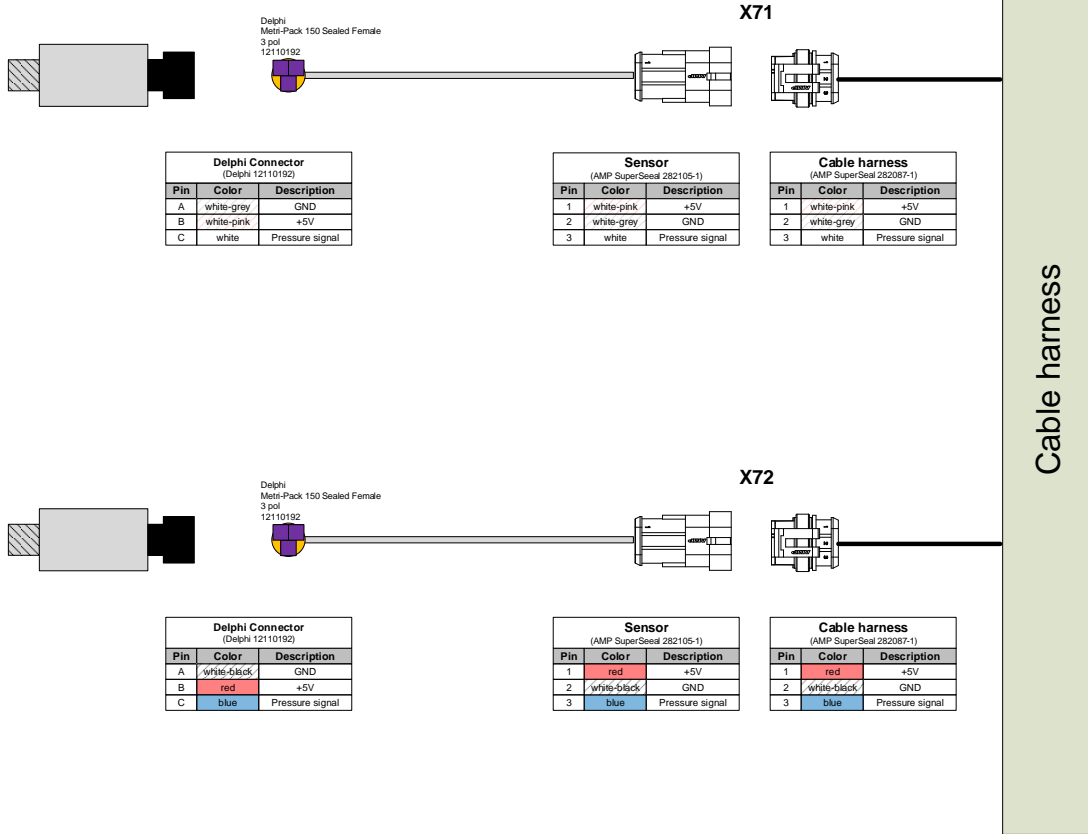 X71
Delphi
Metri-Pack 150 Sealed Female
3 pol
12110192
Delphi Connector
(Delphi 12110192)
Pin Color Description
A white-grey GND
B white-pink +5V
C white Pressure signal
Sensor
(AMP SuperSeal 282105-1)
Pin Color Description
1 white-pink +5V
2 white-grey GND
3 white Pressure signal
Cable harness
(AMP SuperSeal 282087-1)
Pin Color Description
1 white-pink +5V
2 white-grey GND
3 white Pressure signal
Cable harness
X72
Delphi
Metri-Pack 150 Sealed Female
3 pol
12110192
Delphi Connector
(Delphi 12110192)
Pin Color Description
A white-black GND
B red +5V
C blue Pressure signal
Sensor
(AMP SuperSeal 282105-1)
Pin Color Description
1 red +5V
2 white-black GND
3 blue Pressure signal
Cable harness
(AMP SuperSeal 282087-1)
Pin Color Description
1 red +5V
2 white-black GND
3 blue Pressure signal